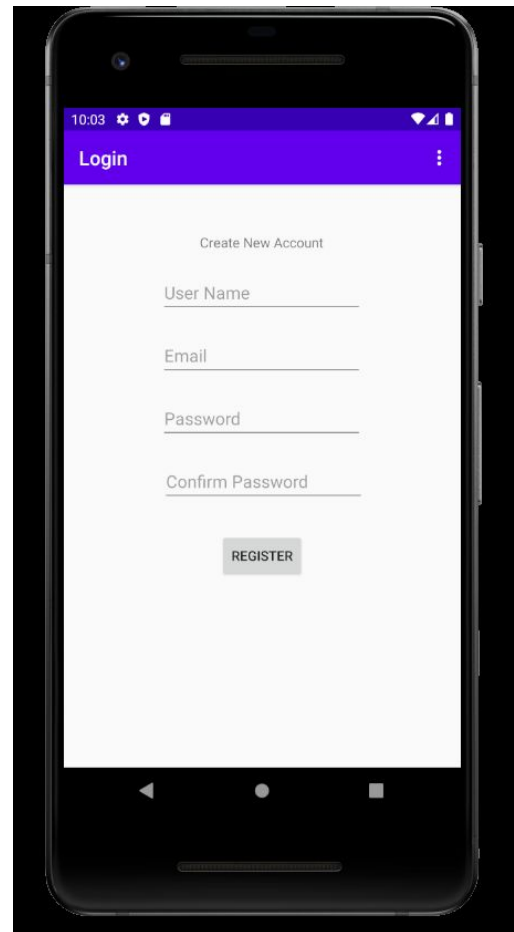 10:03
Login
Create New Account
User Name
Email
Password
Confirm Password
REGISTER